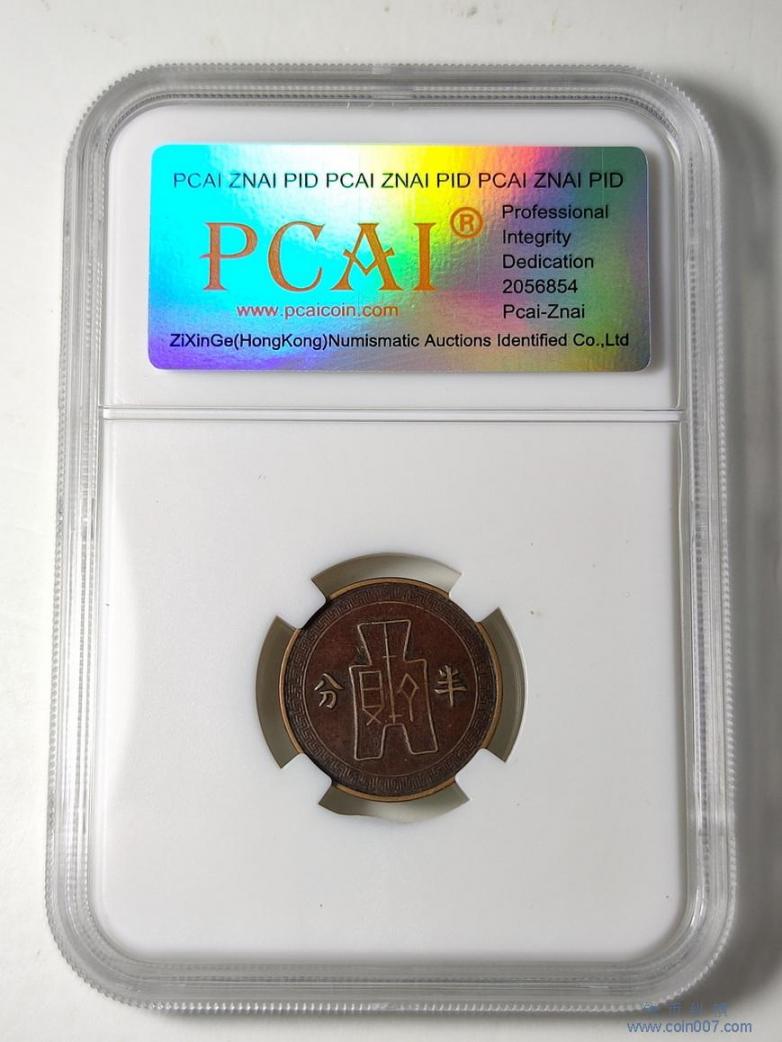 PCAI ZNAI PID PCAI ZNAI PID PCAI ZNAI PID
PCAI®
Professional
Integrity
Dedication
2056854
Pcai-Znai
www.pcaicoin.com
ZiXinGe(HongKong)Numismatic Auctions Identified Co.,Ltd
半分
www.coin007.com